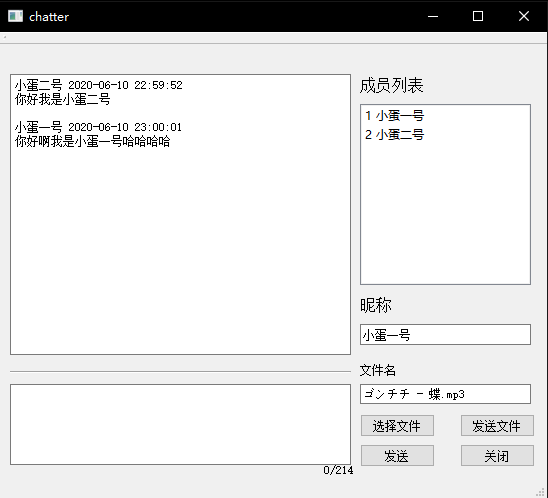 chatter
小蛋二号 2020-06-10 22:59:52
你好我是小蛋二号
小蛋一号 2020-06-10 23:00:01
你好啊我是小蛋一号哈哈哈哈
0/214
成员列表
1 小蛋一号
2 小蛋二号
昵称
小蛋一号
文件名
ゴンチチ - 蝶.mp3
选择文件 发送文件
发送 关闭